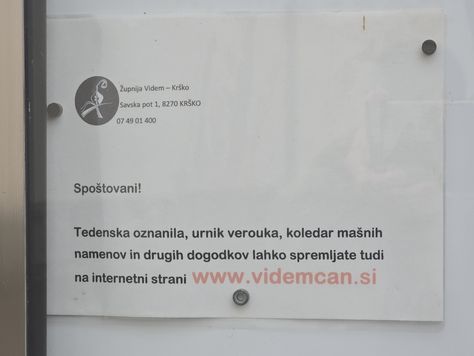 Župnija Videm – Krško
Savska pot 1, 8270 KRŠKO
07 49 01 400
Spoštovani!
Tedenska oznanila, urnik verouka, koledar mašnih
namenov in drugih dogodkov lahko spremljate tudi
na internetni strani www.videmcan.si